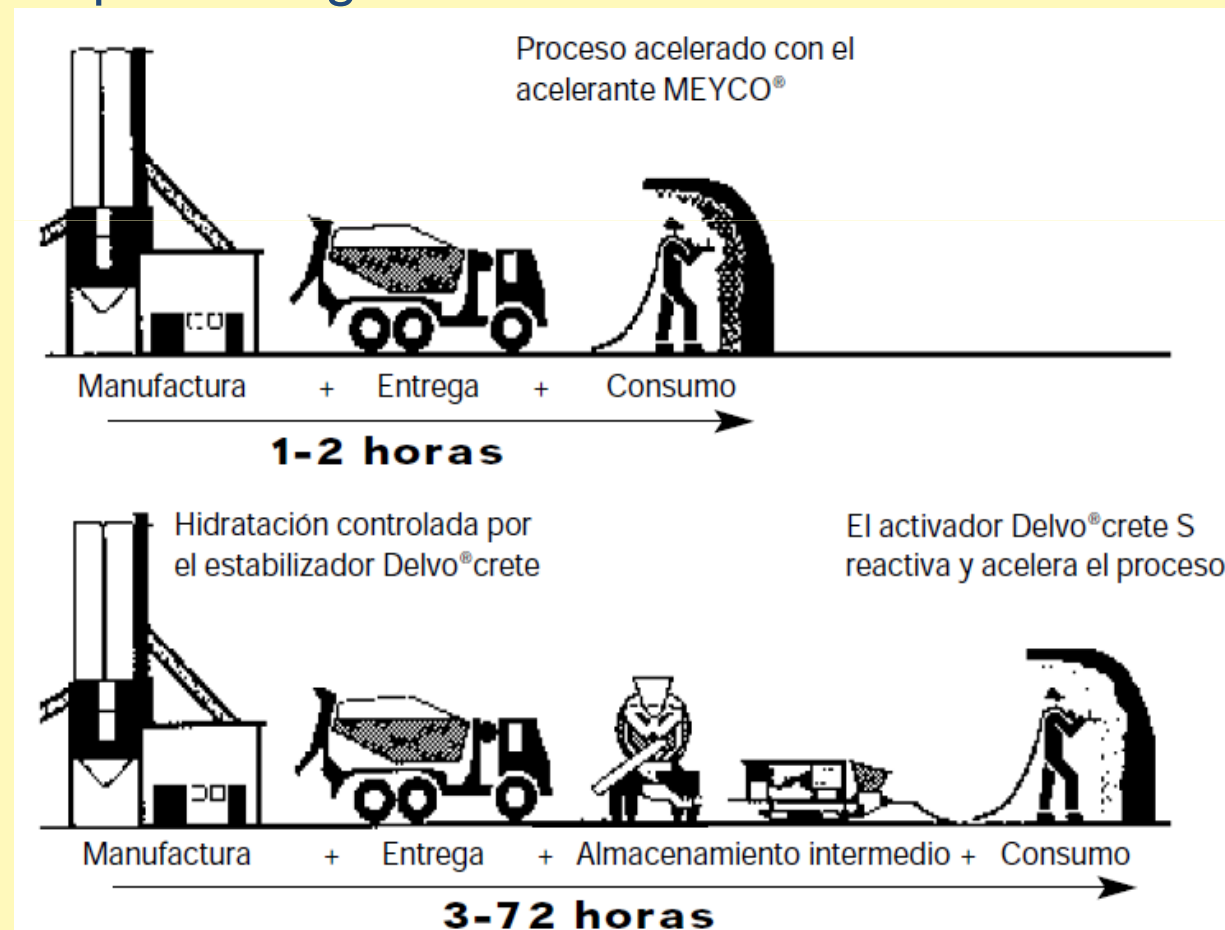 Proceso acelerado con el
acelerante MEYCO®
Manufactura + Entrega + Consumo
1-2 horas
Hidratación controlada por
el estabilizador Delvo®crete
El activador Delvo®crete S
reactiva y acelera el proceso
Manufactura + Entrega + Almacenamiento intermedio + Consumo
3-72 horas